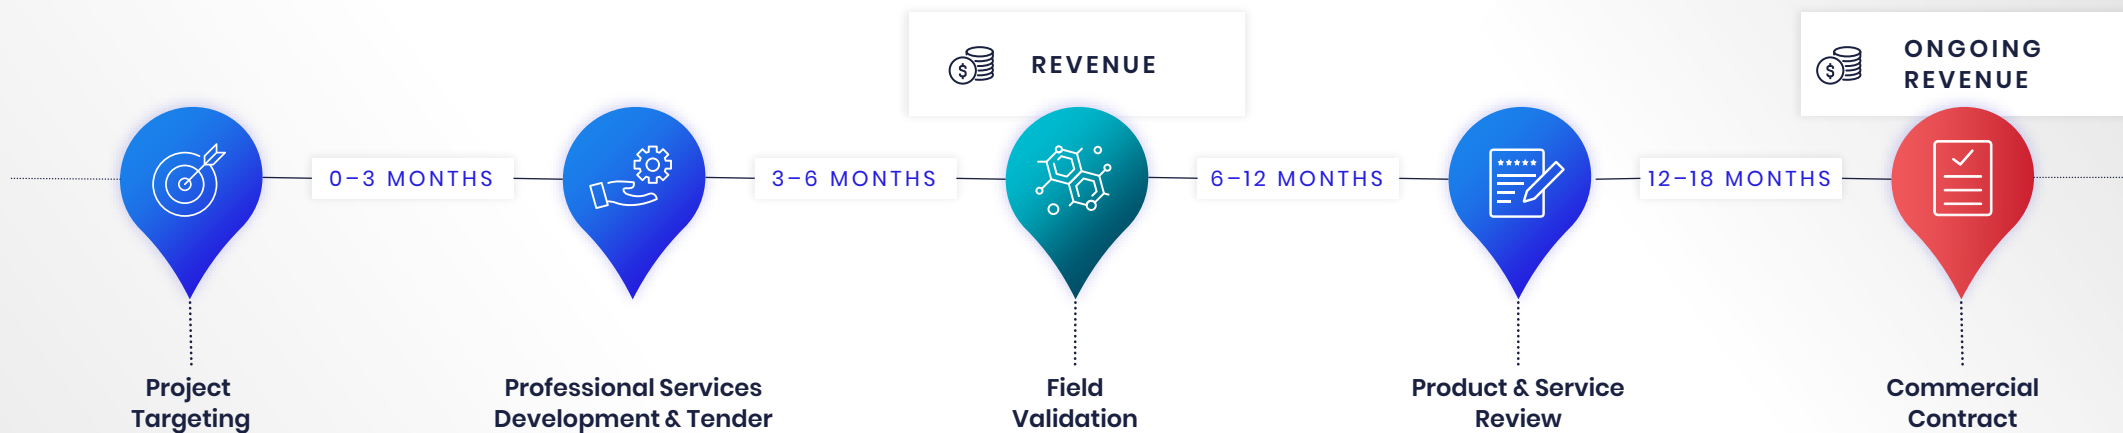 REVENUE
ONGOING
REVENUE
0–3 MONTHS
3–6 MONTHS
6–12 MONTHS
12–18 MONTHS
Project
Targeting
Professional Services
Development & Tender
Field
Validation
Product & Service
Review
Commercial
Contract